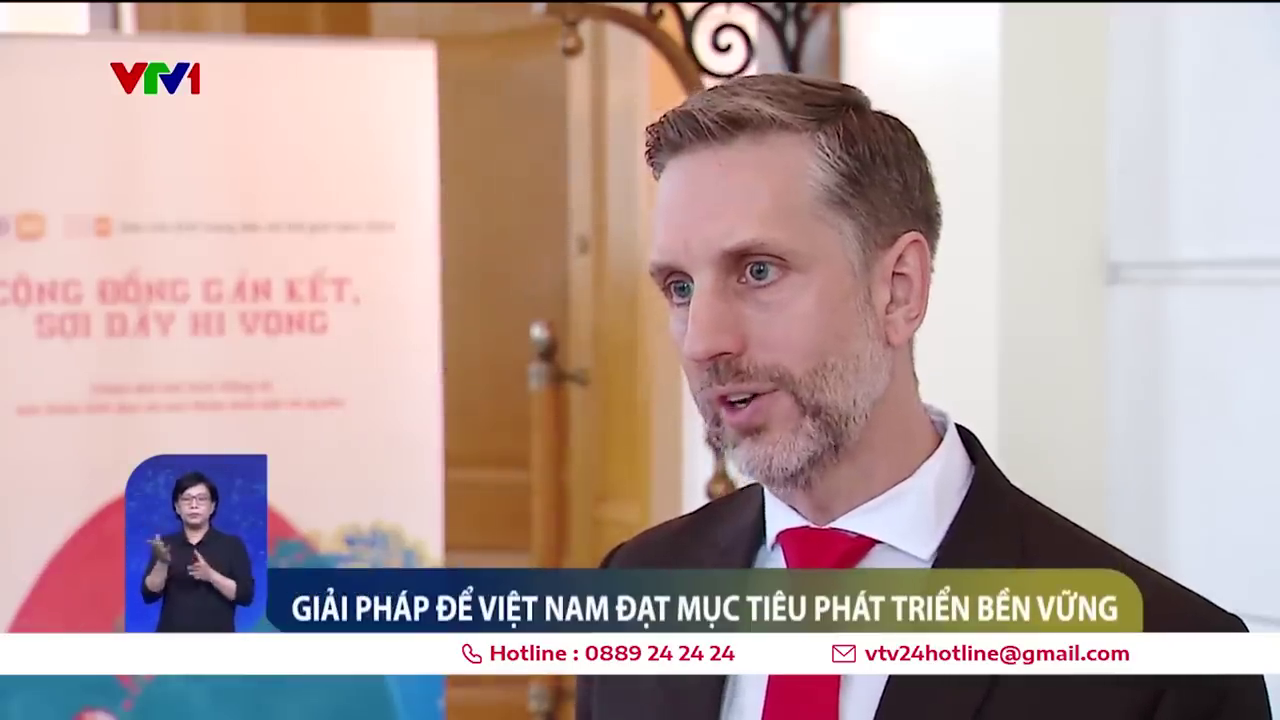 VTV1
CỘNG ĐỒNG GẮN KẾT,
SỢI DÂY HI VỌNG
GIẢI PHÁP ĐỂ VIỆT NAM ĐẠT MỤC TIÊU PHÁT TRIỂN BỀN VỮNG
Hotline : 0889 24 24 24
vtv24hotline@gmail.com